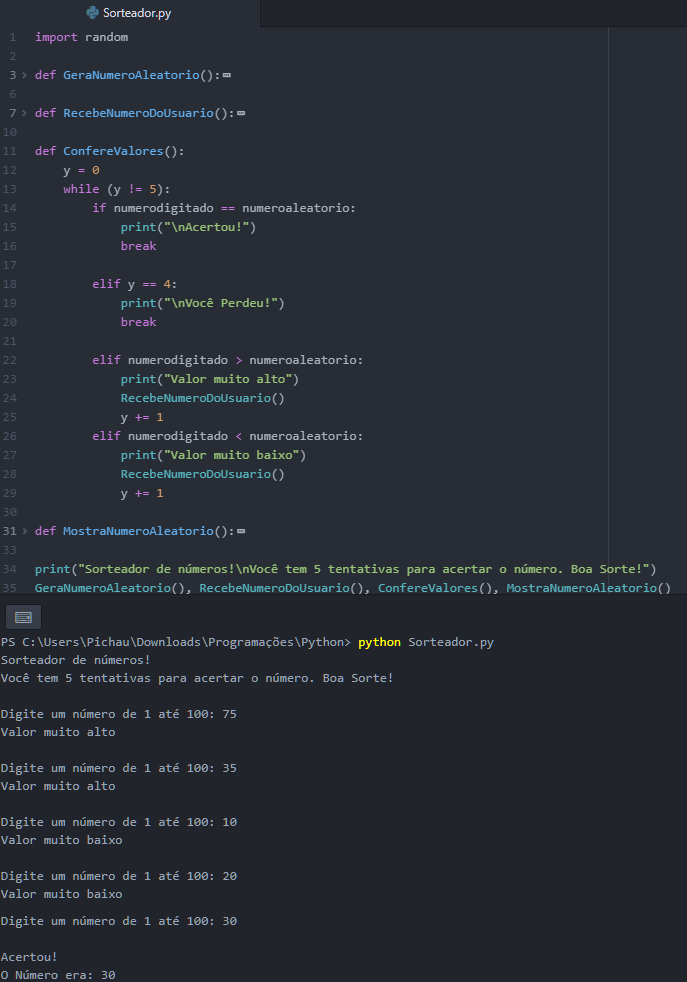 Sorteador.py
1 import random
2
3 def GeraNumeroAleatorio():
6
7 def RecebeNumeroDoUsuario():
10
11 def ConfereValores():
12 y = 0
13 while (y != 5):
14 if numerodigitado == numeroaleatorio:
15 print("\nAcertou!")
16 break
17
18 elif y == 4:
19 print("\nVocê Perdeu!")
20 break
21
22 elif numerodigitado > numeroaleatorio:
23 print("Valor muito alto")
24 RecebeNumeroDoUsuario()
25 y += 1
26 elif numerodigitado < numeroaleatorio:
27 print("Valor muito baixo")
28 RecebeNumeroDoUsuario()
29 y += 1
30
31 def MostraNumeroAleatorio():
33
34 print("Sorteador de números!\nVocê tem 5 tentativas para acertar o número. Boa Sorte!")
35 GeraNumeroAleatorio(), RecebeNumeroDoUsuario(), ConfereValores(), MostraNumeroAleatorio()
PS C:\Users\Pichau\Downloads\Programações\Python> python Sorteador.py
Sorteador de números!
Você tem 5 tentativas para acertar o número. Boa Sorte!
Digite um número de 1 até 100: 75
Valor muito alto
Digite um número de 1 até 100: 35
Valor muito alto
Digite um número de 1 até 100: 10
Valor muito baixo
Digite um número de 1 até 100: 20
Valor muito baixo
Digite um número de 1 até 100: 30
Acertou!
O Número era: 30